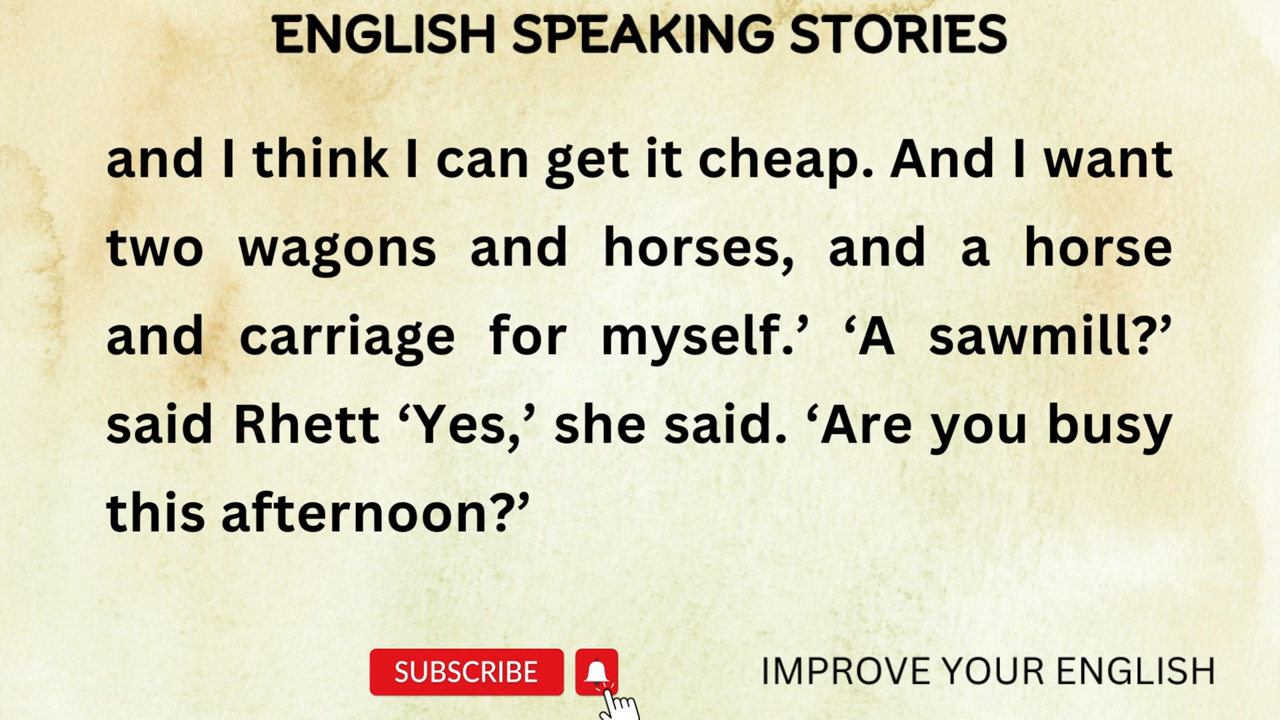 ENGLISH SPEAKING STORIES
and I think I can get it cheap. And I want
two wagons and horses, and a horse
and carriage for myself.’ ‘A sawmill?’
said Rhett ‘Yes,’ she said. ‘Are you busy
this afternoon?’
SUBSCRIBE
IMPROVE YOUR ENGLISH